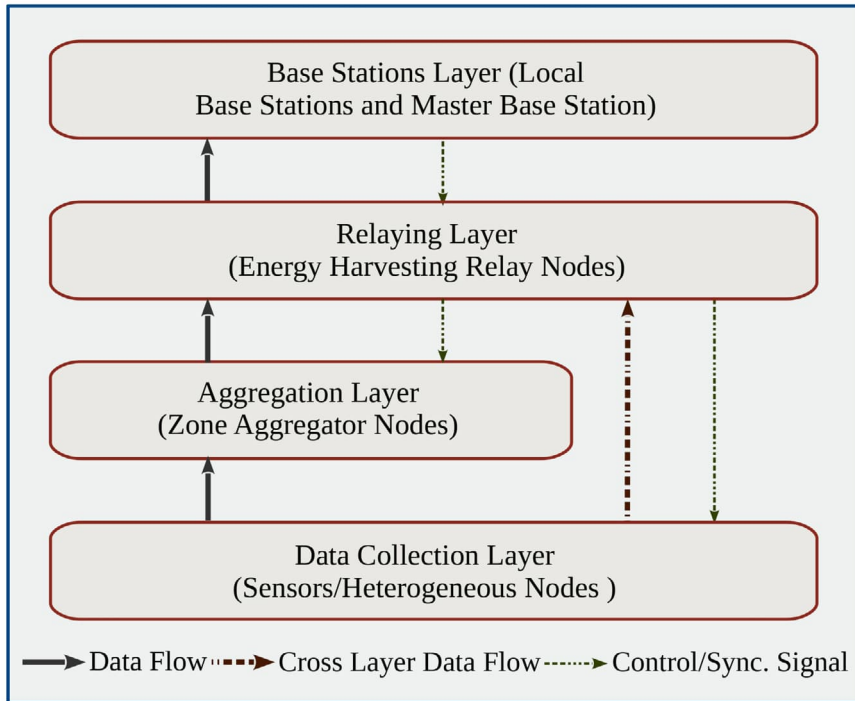 Base Stations Layer (Local
Base Stations and Master Base Station)
Relaying Layer
(Energy Harvesting Relay Nodes)
Aggregation Layer
(Zone Aggregator Nodes)
Data Collection Layer
(Sensors/Heterogeneous Nodes )
Data Flow Cross Layer Data Flow Control/Sync. Signal